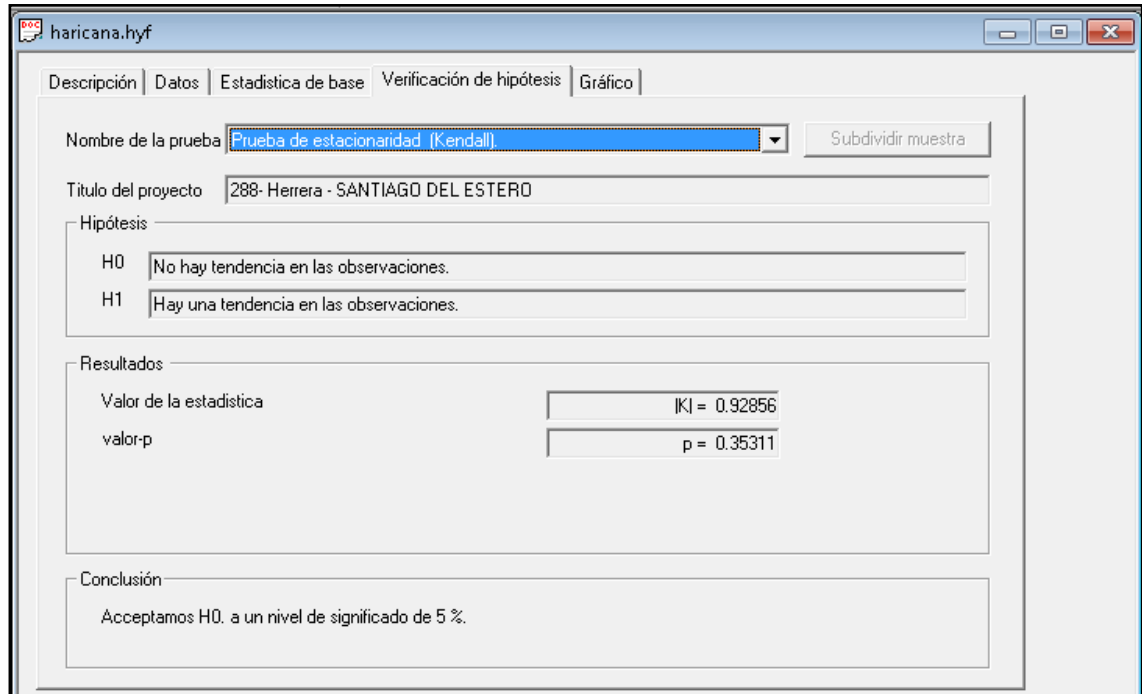 DOC
haricana.hyf
Descripción Datos Estadistica de base Verificación de hipótesis Gráfico
Nombre de la prueba Prueba de estacionaridad (Kendall). Subdividir muestra
Titulo del proyecto 288- Herrera - SANTIAGO DEL ESTERO
Hipótesis
H0 No hay tendencia en las observaciones.
H1 Hay una tendencia en las observaciones.
Resultados
Valor de la estadistica |K| = 0.92856
valor-p p = 0.35311
Conclusión
Acceptamos H0. a un nivel de significado de 5 %.